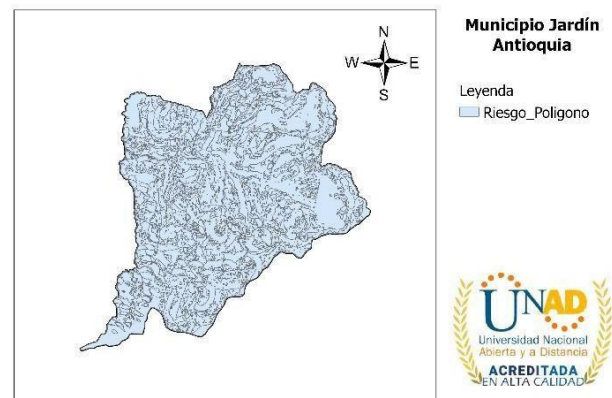 Municipio Jardín
Antioquia
N
W E
S
Leyenda
Riesgo_Poligono
UNAD
Universidad Nacional
Abierta y a Distancia
ACREDITADA
EN ALTA CALIDAD